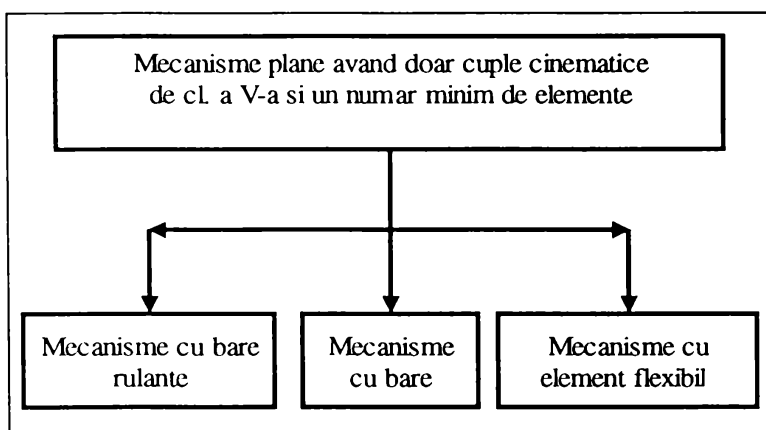 Mecanisme plane avand doar cuple cinematice
de cl. a V-a si un numar minim de elemente
Mecanisme cu bare
rulante
Mecanisme
cu bare
Mecanisme cu
element flexibil